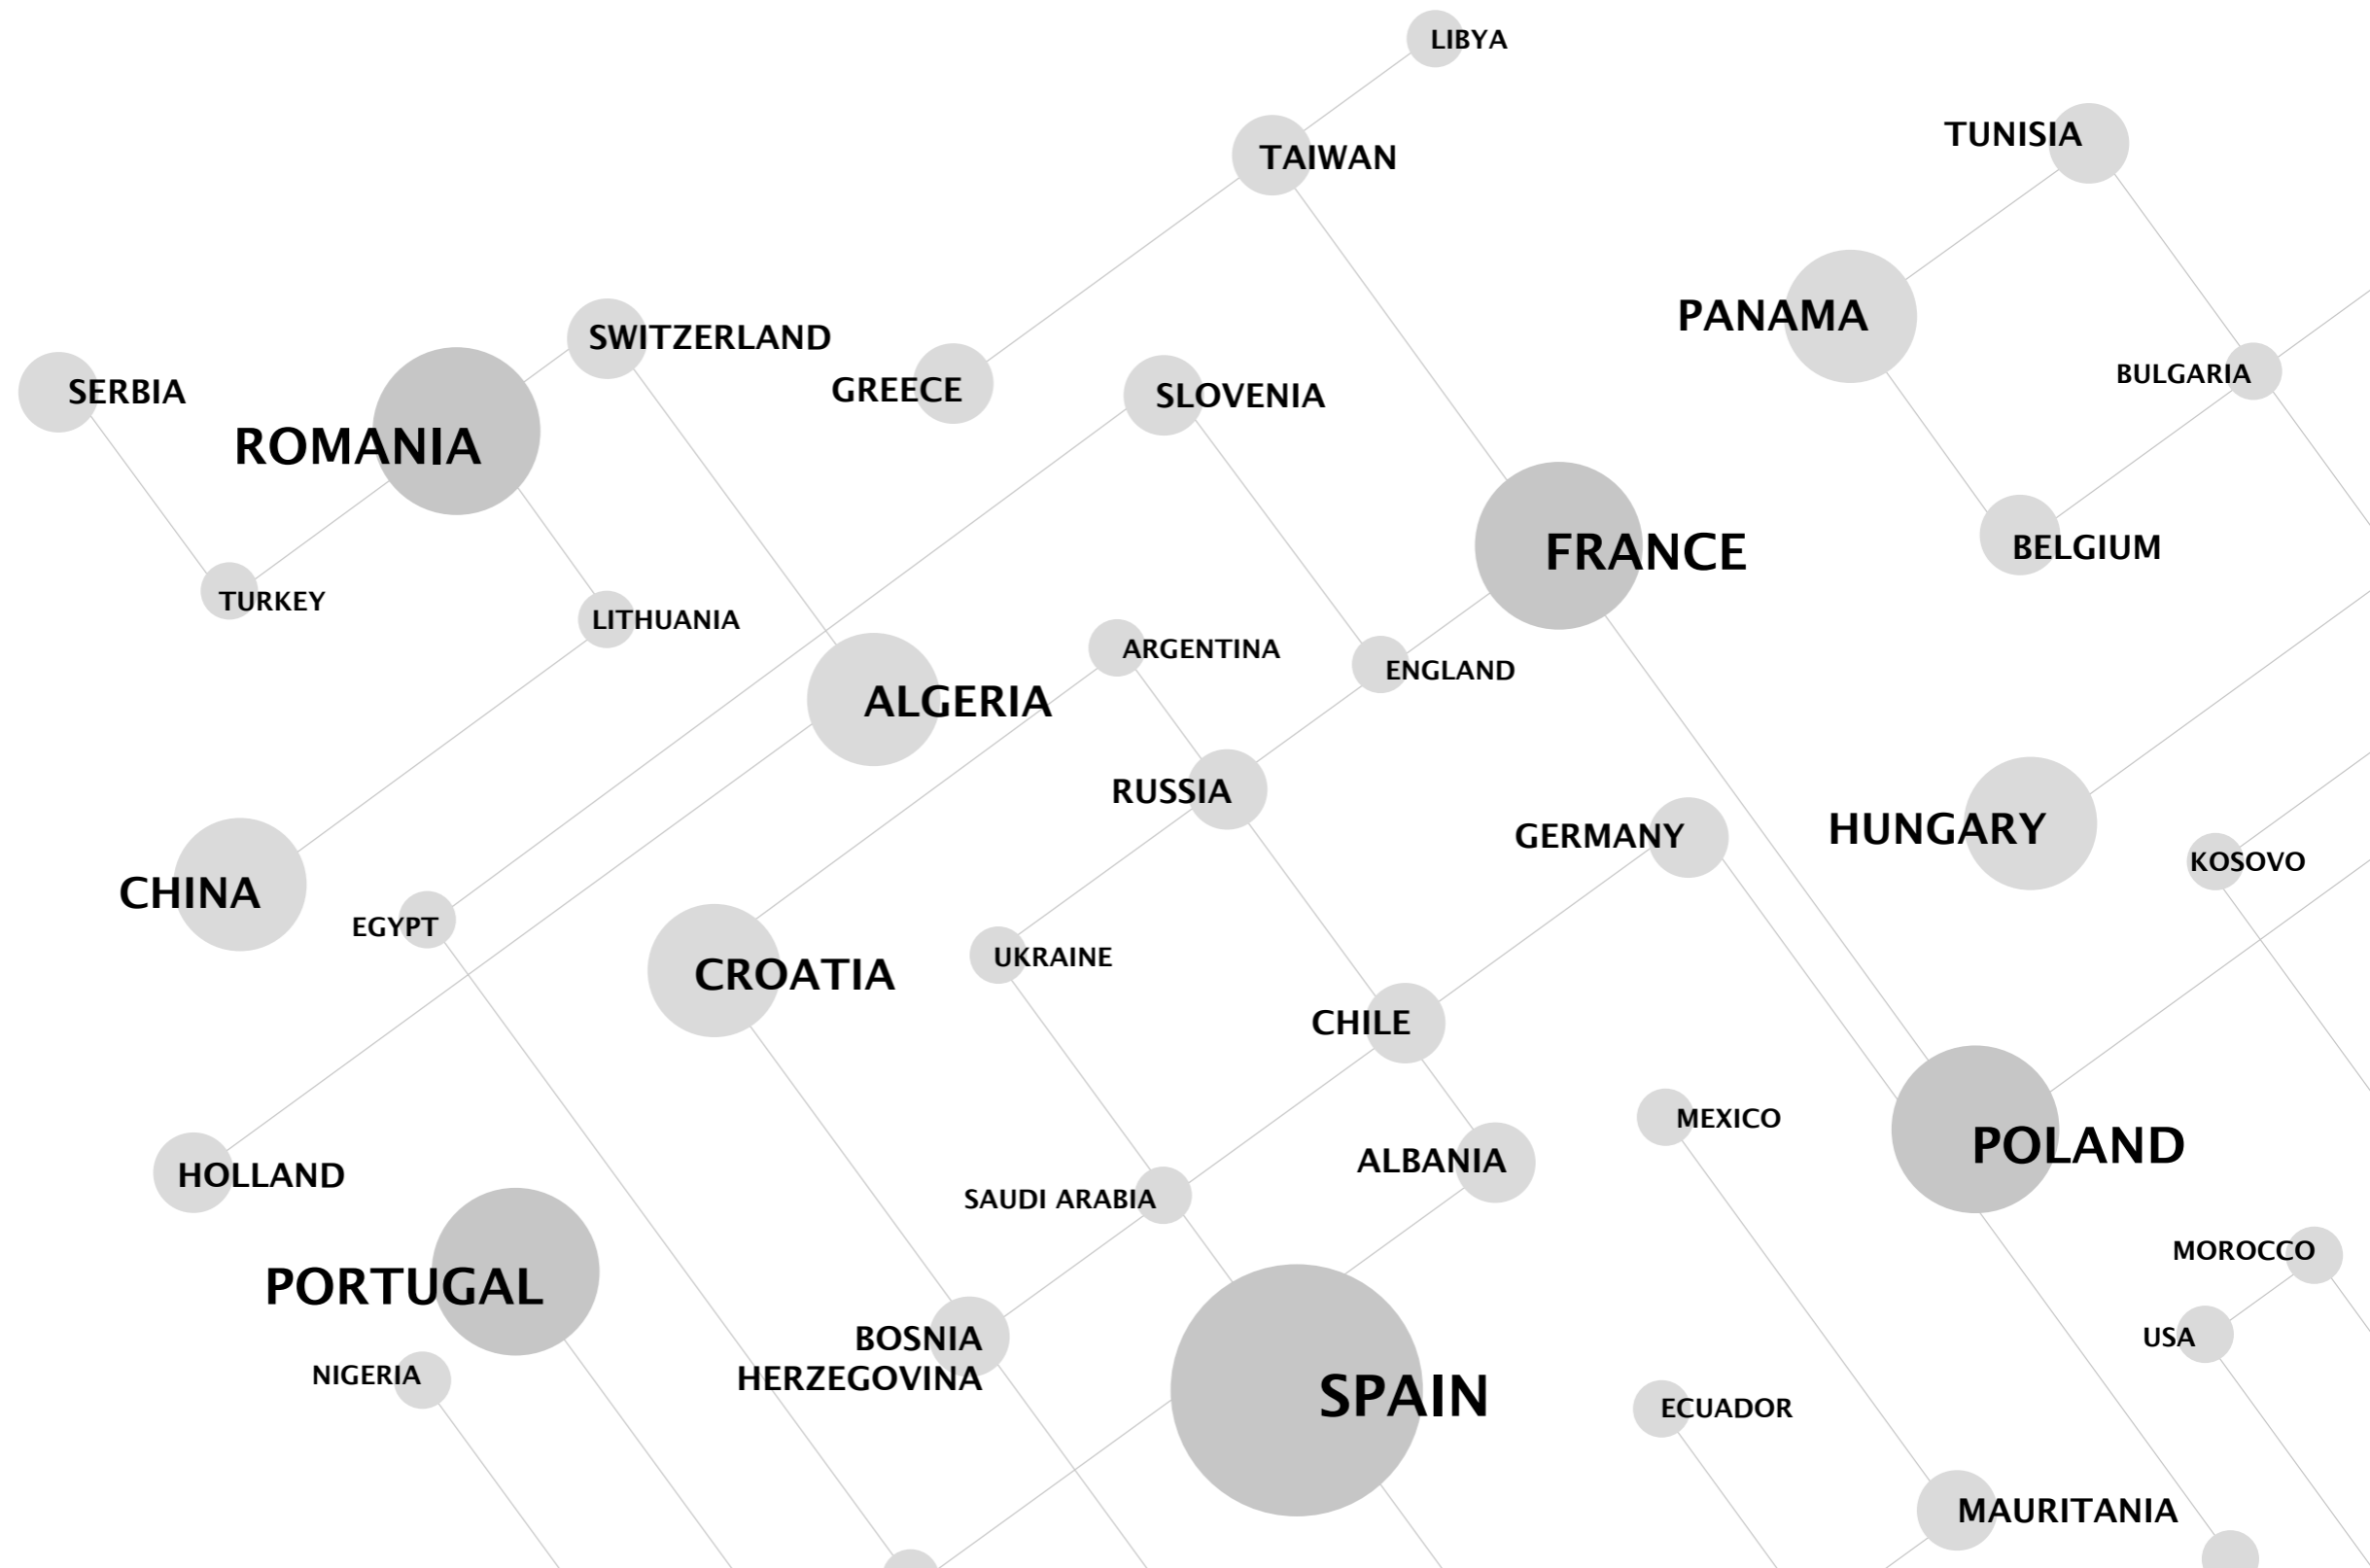 LIBYA
TUNISIA
TAIWAN
PANAMA
SWITZERLAND
BULGARIA
SERBIA
GREECE
SLOVENIA
ROMANIA
FRANCE
BELGIUM
TURKEY
LITHUANIA
ARGENTINA
ENGLAND
ALGERIA
RUSSIA
HUNGARY
GERMANY
KOSOVO
CHINA
EGYPT
UKRAINE
CROATIA
CHILE
MEXICO
POLAND
ALBANIA
HOLLAND
SAUDI ARABIA
MOROCCO
PORTUGAL
USA
BOSNIA
HERZEGOVINA
NIGERIA
SPAIN
ECUADOR
MAURITANIA